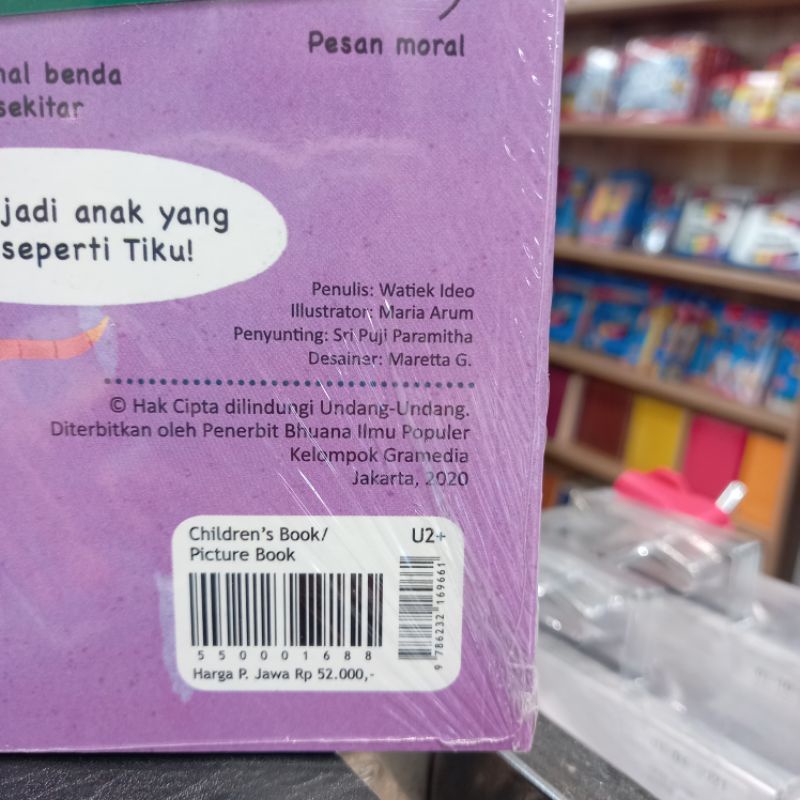 Pesan moral
benda
sekitar
jadi anak yang
seperti Tiku!
Penulis: Watiek Ideo
Illustrator: Maria Arum
Penyunting: Sri Puji Paramitha
Desainer: Maretta G.
© Hak Cipta dilindungi Undang-Undang.
Diterbitkan oleh Penerbit Bhuana Ilmu Populer
Kelompok Gramedia
Jakarta, 2020
Children's Book/
Picture Book
U2+
550001688
9 786232 169661
Harga P. Jawa Rp 52.000,-